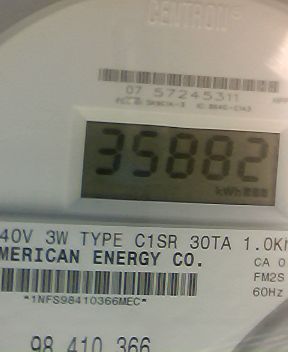 CENTRON®
07 57245311
35882
kWh
40V 3W TYPE C1SR 30TA 1.0K
MERICAN ENERGY CO.
CA 0
FM2S
*1NFS98410366MEC*
60Hz
98 410 366